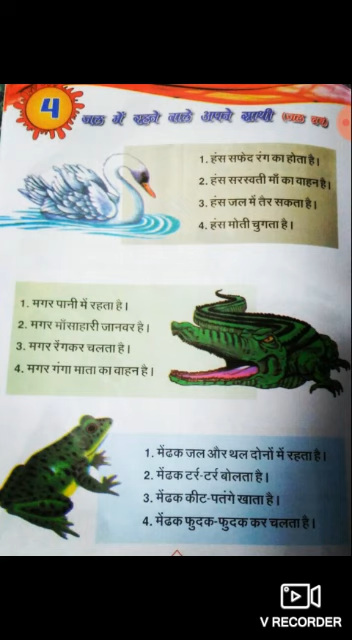 4
जल में रहने वाले अपने साथी
1. हंस सफेद रंग का होता है।
2. हंस सरस्वती माँ का वाहन है।
3. हंस जल में तैर सकता है।
4. हंस मोती चुगता है।
1. मगर पानी में रहता है।
2. मगर माँसाहारी जानवर है।
3. मगर रेंगकर चलता है।
4. मगर गंगा माता का वाहन है।
1. मेंढक जल और थल दोनों में रहता है।
2. मेंढक टर्र-टर्र बोलता है।
3. मेंढक कीट-पतंगे खाता है।
4. मेंढक फुदक-फुदक कर चलता है।
V RECORDER